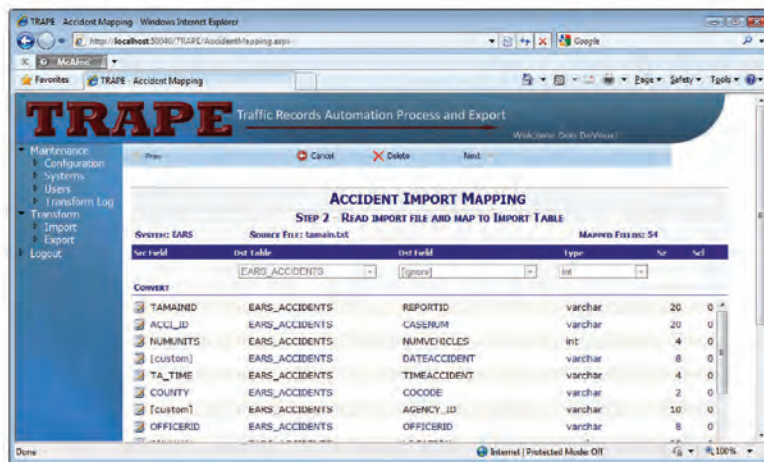 TRAPE - Accident Mapping - Windows Internet Explorer
http://localhost:50040/TRAPE/AccidentMapping.aspx
Google
McAfee
Favorites TRAPE - Accident Mapping Page Safety Tools
TRAPE Traffic Records Automation Process and Export
Welcome Don DeVoux!
Maintenance
Configuration
Systems
Users
Transform Log
Transform
Import
Export
Logout
Prev Cancel Delete Next
ACCIDENT IMPORT MAPPING
STEP 2 - READ IMPORT FILE AND MAP TO IMPORT TABLE
SYSTEM: EARS SOURCE FILE: tamain.txt MAPPED FIELDS: 54
Src Field Dst Table Dst Field Type Sz Scl
EARS_ACCIDENTS [Ignore] int
CONVERT
TAMAINID EARS_ACCIDENTS REPORTID varchar 20 0
ACCI_ID EARS_ACCIDENTS CASENUM varchar 20 0
NUMUNITS EARS_ACCIDENTS NUMVEHICLES int 4 0
[custom] EARS_ACCIDENTS DATEACCIDENT varchar 8 0
TA_TIME EARS_ACCIDENTS TIMEACCIDENT varchar 4 0
COUNTY EARS_ACCIDENTS COCODE varchar 2 0
[custom] EARS_ACCIDENTS AGENCY_ID varchar 10 0
OFFICERID EARS_ACCIDENTS OFFICERID varchar 8 0
Done Internet | Protected Mode: Off 100%